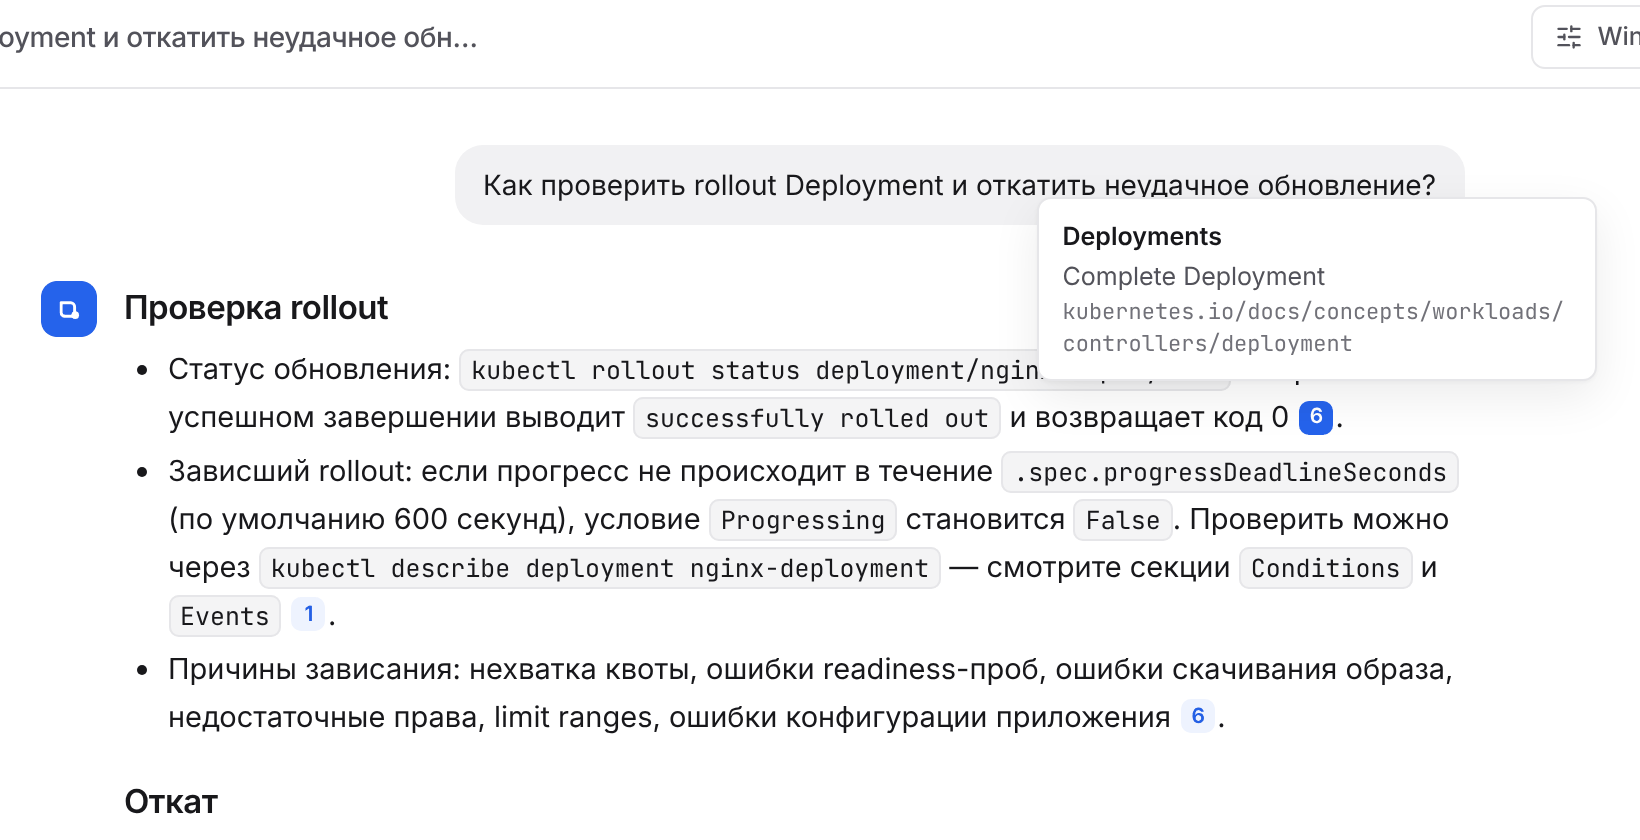 oyment и откатить неудачное обн...
Win
Как проверить rollout Deployment и откатить неудачное обновление?
Deployments
Complete Deployment
kubernetes.io/docs/concepts/workloads/
controllers/deployment
Проверка rollout
Статус обновления: kubectl rollout status deployment/ngin
успешном завершении выводит successfully rolled out и возвращает код 0 6.
Зависший rollout: если прогресс не происходит в течение .spec.progressDeadlineSeconds
(по умолчанию 600 секунд), условие Progressing становится False. Проверить можно
через kubectl describe deployment nginx-deployment — смотрите секции Conditions и
Events 1.
Причины зависания: нехватка квоты, ошибки readiness-проб, ошибки скачивания образа,
недостаточные права, limit ranges, ошибки конфигурации приложения 6.
Откат